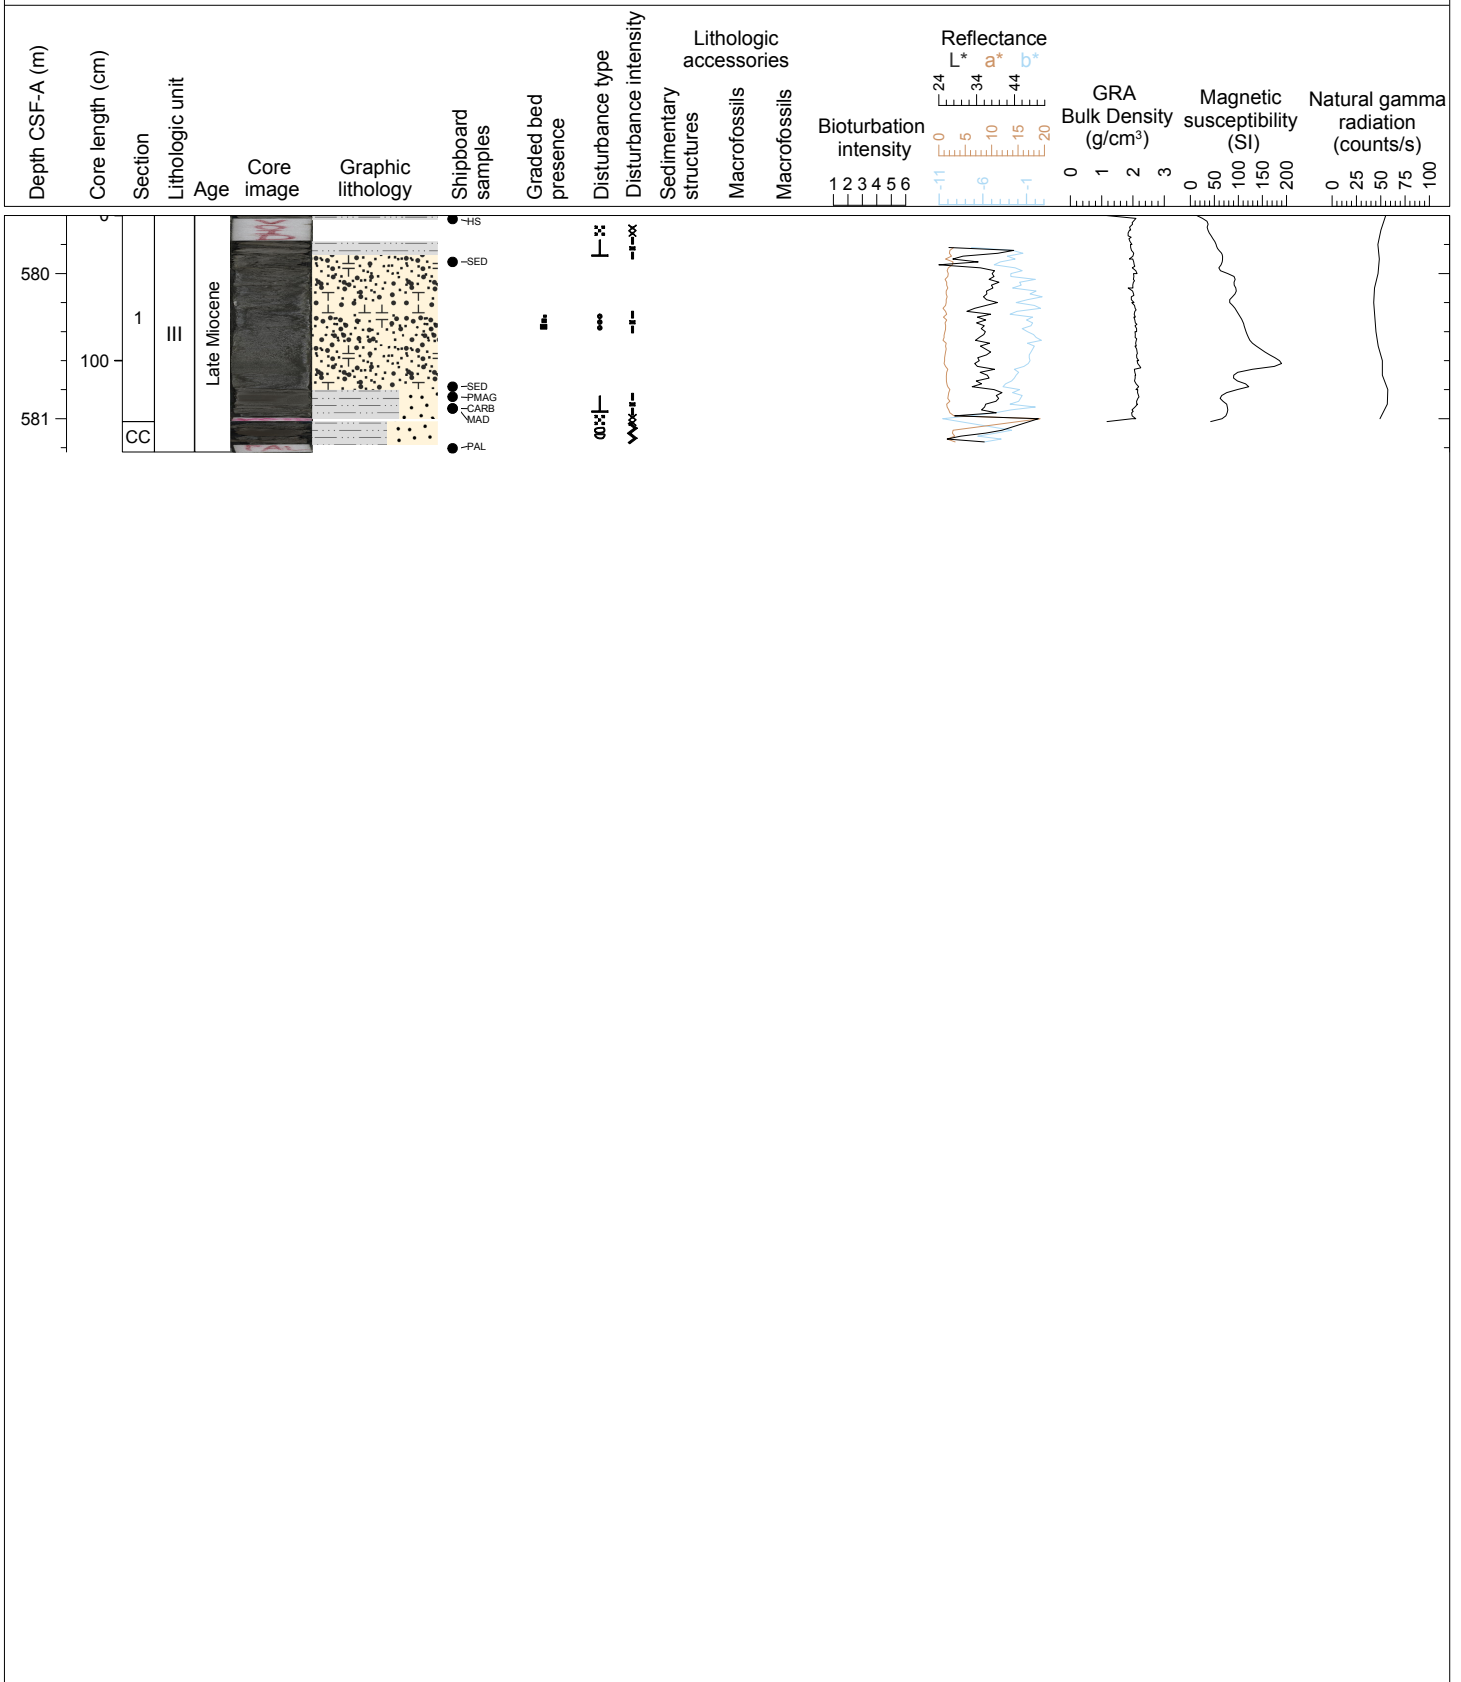 Depth CSF-A (m)
Core length (cm)
Section
Lithologic unit
Age
Core
image
Graphic
lithology
Shipboard
samples
Graded bed
presence
Disturbance type
Disturbance intensity
Lithologic
accessories
Sedimentary
structures
Macrofossils
Macrofossils
Bioturbation
intensity
1 2 3 4 5 6
Reflectance
L* a* b*
24 34 44
0 5 10 15 20
-11 -6 -1
GRA
Bulk Density
(g/cm³)
0 1 2 3
Magnetic
susceptibility
(SI)
0 50 100 150 200
Natural gamma
radiation
(counts/s)
0 25 50 75 100
0
580
100
581
1
CC
III
Late Miocene
HS
SED
SED
PMAG
CARB
MAD
PAL